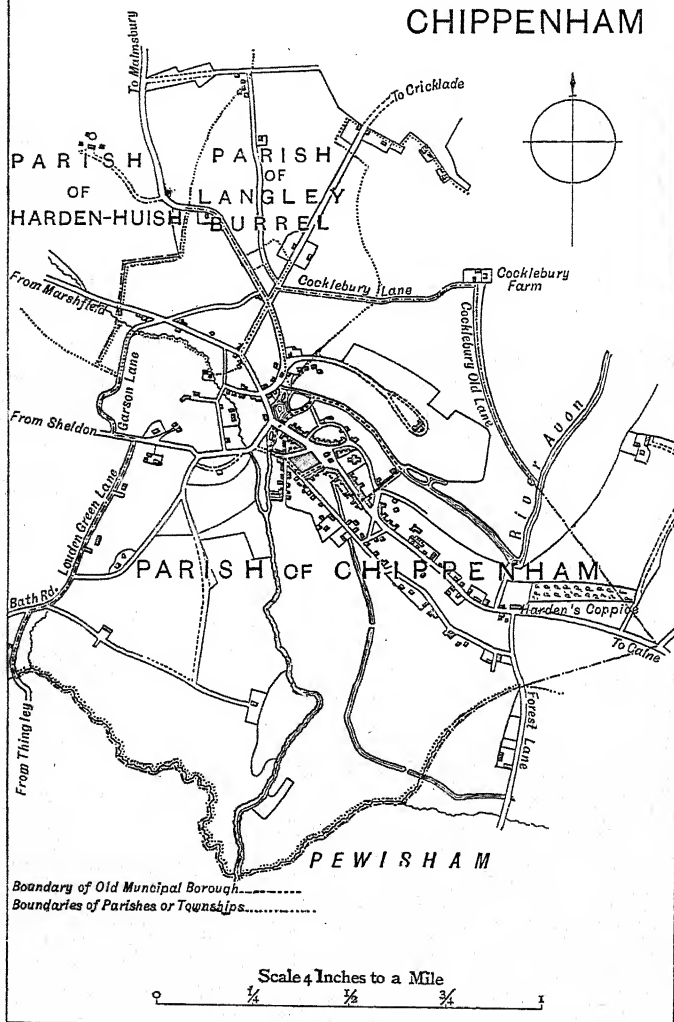 CHIPPENHAM
To Malmsbury
To Cricklade
PARISH
OF
HARDEN-HUISH
PARISH
OF
LANGLEY
BURREL
From Marshfield
Cocklebury Lane
Cocklebury
Farm
Cocklebury Old Lane
Garson Lane
River Avon
From Sheldon
Lowden Green Lane
PARISH OF CHIPPENHAM
Bath Rd.
Harden's Coppice
To Calne
From Thingley
Forest Lane
PEWISHAM
Boundary of Old Muncipal Borough
Boundaries of Parishes or Townships
Scale 4 Inches to a Mile
0 1/4 1/2 3/4 1